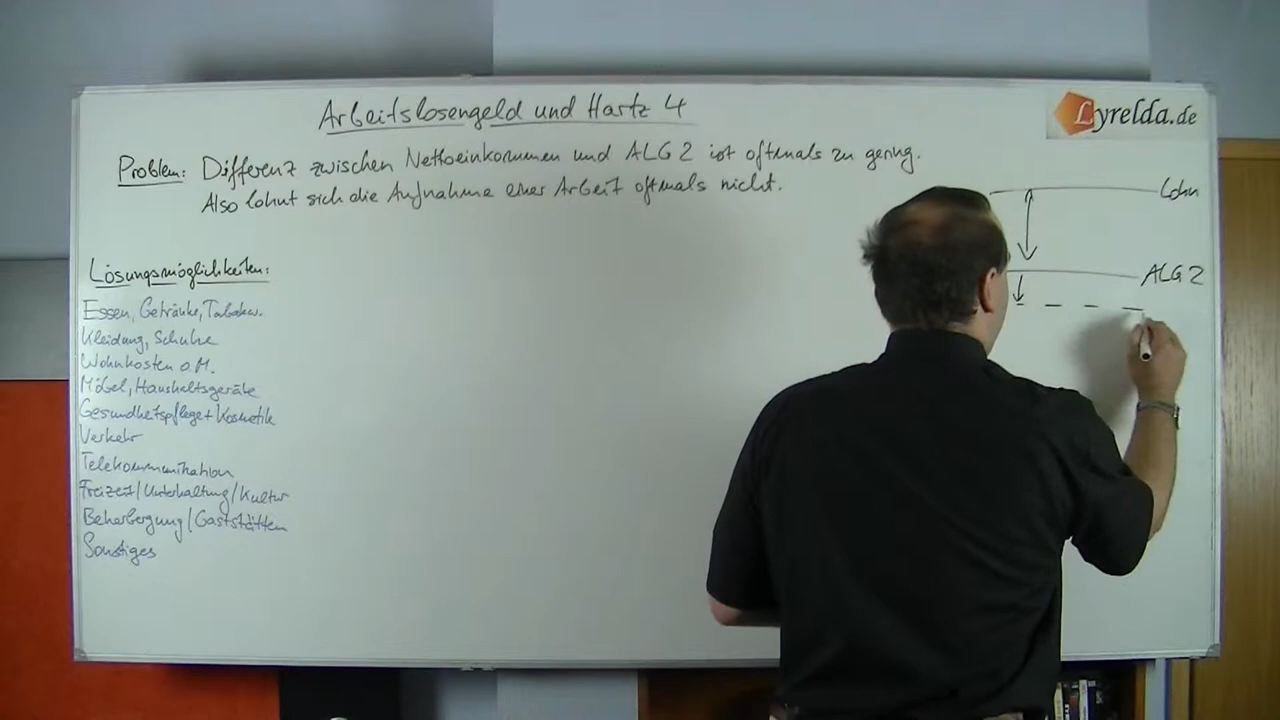 Arbeitslosengeld und Hartz 4
Lyrelda.de
Problem: Differenz zwischen Nettoeinkommen und ALG 2 ist oftmals zu gering.
Also lohnt sich die Aufnahme einer Arbeit oftmals nicht.
Lohn
ALG 2
Lösungsmöglichkeiten:
Essen, Getränke, Tabakw.
Kleidung, Schuhe
Wohnkosten o.M.
Möbel, Haushaltsgeräte
Gesundheitspflege + Kosmetik
Verkehr
Telekommunikation
Freizeit/Unterhaltung/Kultur
Beherbergung/Gaststätten
Sonstiges